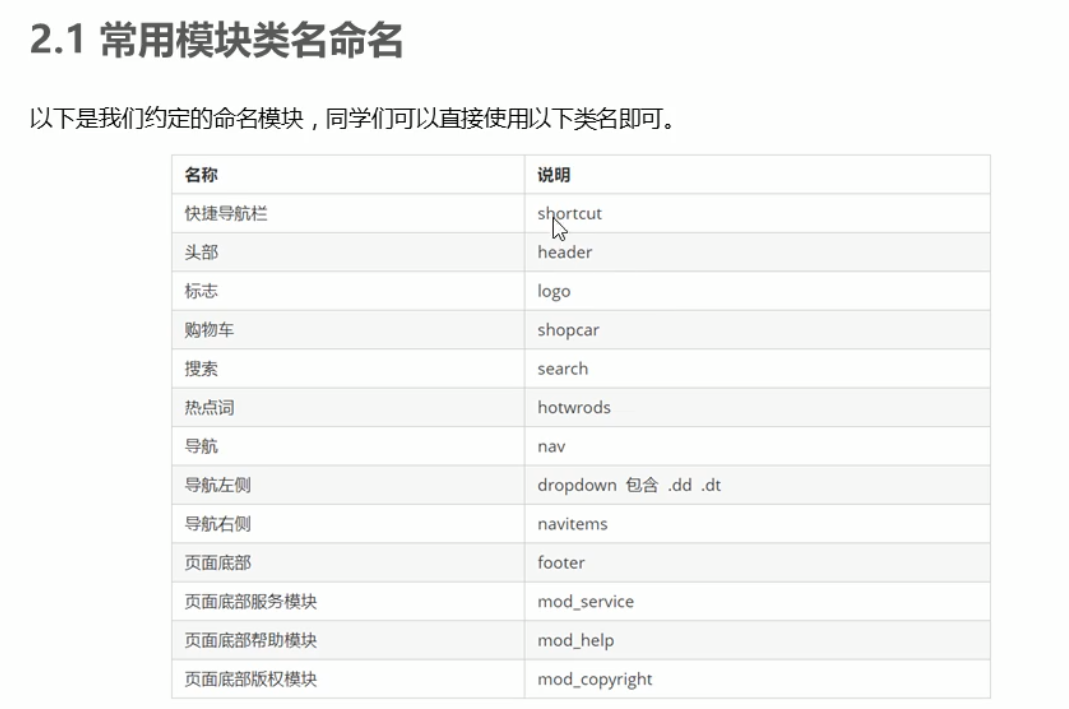 2.1 常用模块类名命名
以下是我们约定的命名模块，同学们可以直接使用以下类名即可。
名称 说明
快捷导航栏 shortcut
头部 header
标志 logo
购物车 shopcar
搜索 search
热点词 hotwrods
导航 nav
导航左侧 dropdown 包含 .dd .dt
导航右侧 navitems
页面底部 footer
页面底部服务模块 mod_service
页面底部帮助模块 mod_help
页面底部版权模块 mod_copyright